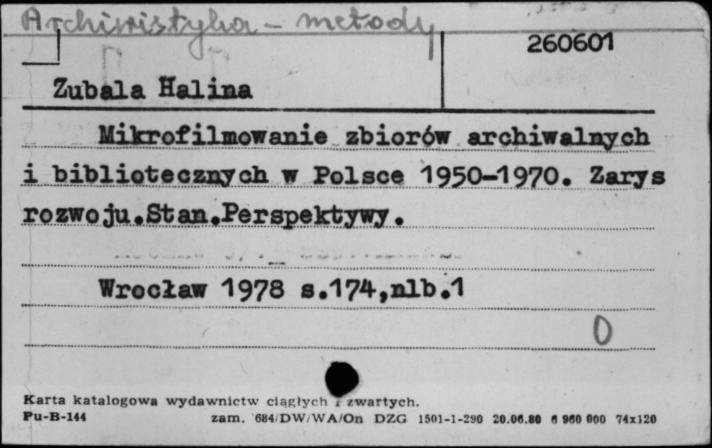 Archiwistyka - metody
260601
Zubala Halina
Mikrofilmowanie zbiorów archiwalnych
i bibliotecznych w Polsce 1950-1970. Zarys
rozwoju.Stan.Perspektywy.
Wrocław 1978 s.174,nlb.1
0
Karta katalogowa wydawnictw ciągłych i zwartych.
Pu-B-144 zam. 684/DW/WA/On DZG 1501-1-290 20.06.80 6 960 000 74x120